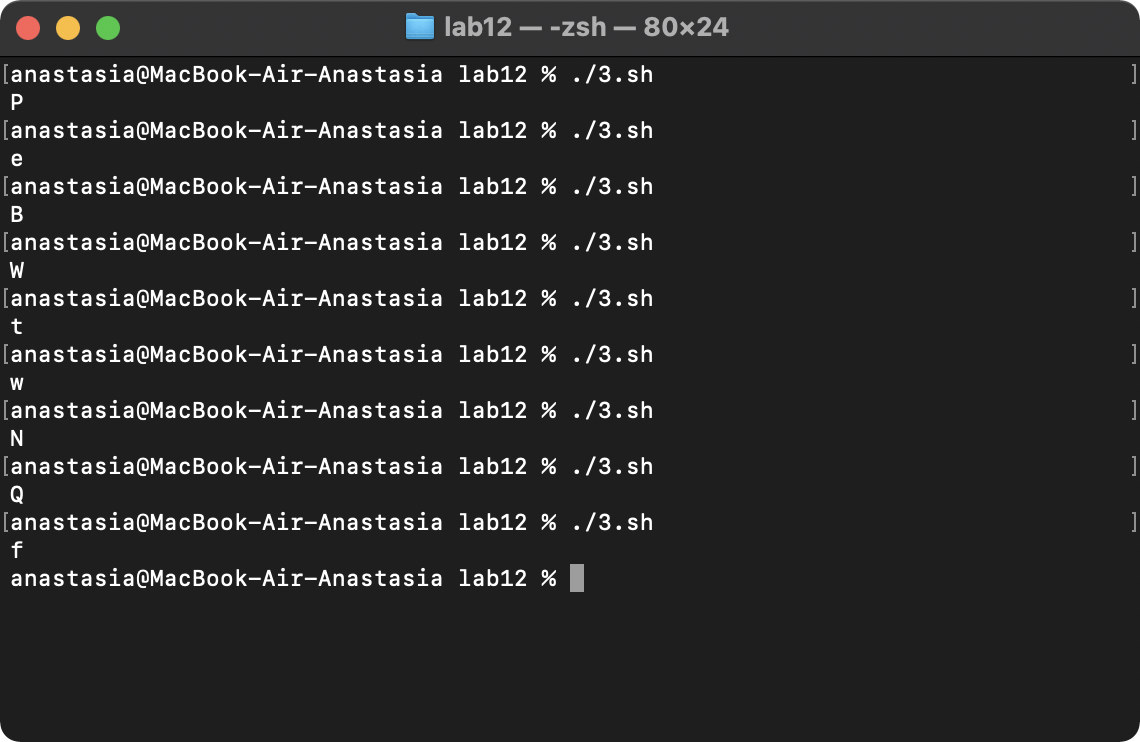 lab12 — -zsh — 80×24
[anastasia@MacBook-Air-Anastasia lab12 % ./3.sh ]
P
[anastasia@MacBook-Air-Anastasia lab12 % ./3.sh ]
e
[anastasia@MacBook-Air-Anastasia lab12 % ./3.sh ]
B
[anastasia@MacBook-Air-Anastasia lab12 % ./3.sh ]
W
[anastasia@MacBook-Air-Anastasia lab12 % ./3.sh ]
t
[anastasia@MacBook-Air-Anastasia lab12 % ./3.sh ]
w
[anastasia@MacBook-Air-Anastasia lab12 % ./3.sh ]
N
[anastasia@MacBook-Air-Anastasia lab12 % ./3.sh ]
Q
[anastasia@MacBook-Air-Anastasia lab12 % ./3.sh ]
f
anastasia@MacBook-Air-Anastasia lab12 %